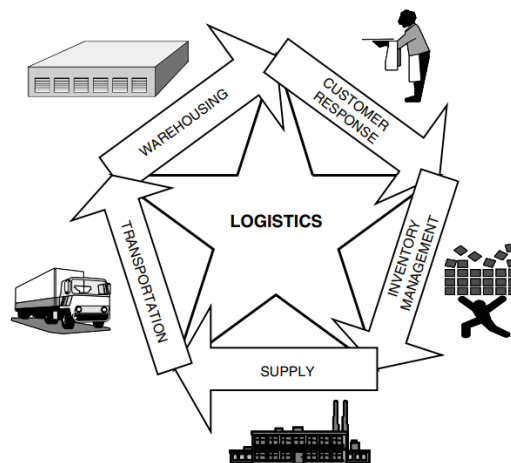 WAREHOUSING
CUSTOMER
RESPONSE
LOGISTICS
TRANSPORTATION
INVENTORY
MANAGEMENT
SUPPLY